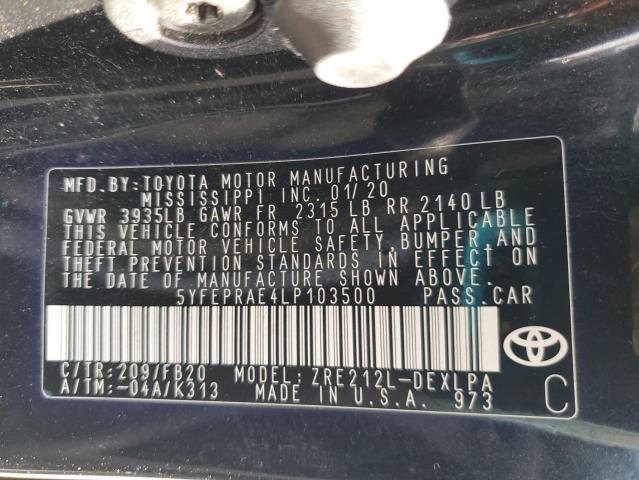 MFD. BY: TOYOTA MOTOR MANUFACTURING
MISSISSIPPI INC. 01/20
GVWR 3935LB GAWR FR 2315 LB RR 2140 LB
THIS VEHICLE CONFORMS TO ALL APPLICABLE
FEDERAL MOTOR VEHICLE SAFETY, BUMPER, AND
THEFT PREVENTION STANDARDS IN EFFECT ON
THE DATE OF MANUFACTURE SHOWN ABOVE.
5YFEPRAE4LP103500 PASS. CAR
C/TR: 209/FB20 MODEL: ZRE212L-DEXLPA
A/TM: -04A/K313 MADE IN U.S.A. 973
C